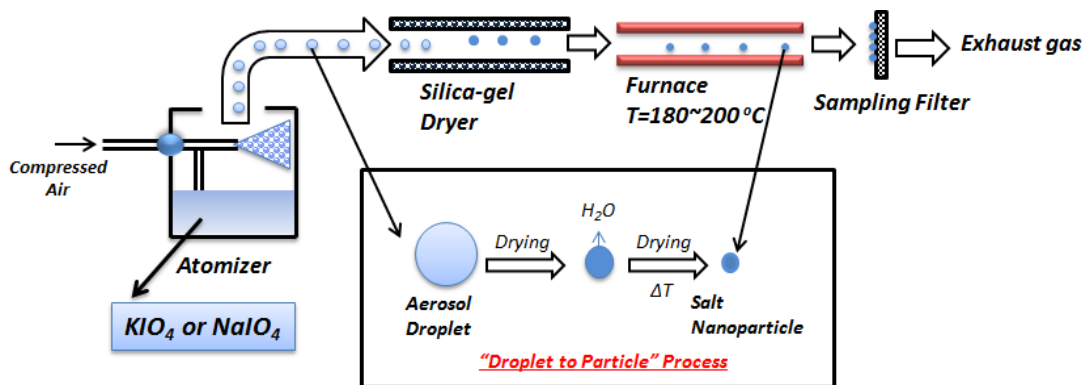 Compressed
Air
Atomizer
KIO₄ or NaIO₄
Silica-gel
Dryer
Furnace
T=180~200 °C
Sampling Filter
Exhaust gas
Aerosol
Droplet
Drying
H₂O
Drying
ΔT
Salt
Nanoparticle
“Droplet to Particle” Process